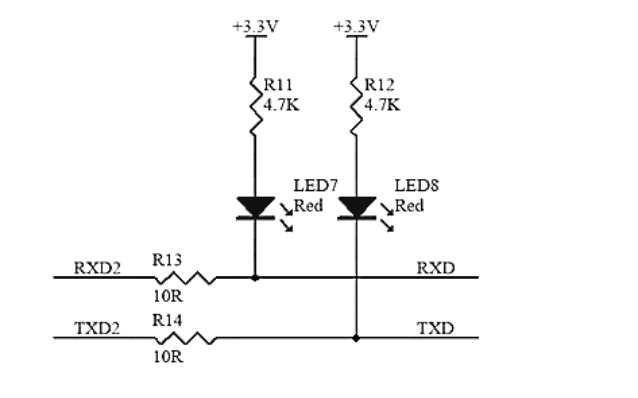 +3.3V +3.3V
R11 R12
4.7K 4.7K
LED7 LED8
Red Red
RXD2 R13 RXD
10R
TXD2 R14 TXD
10R